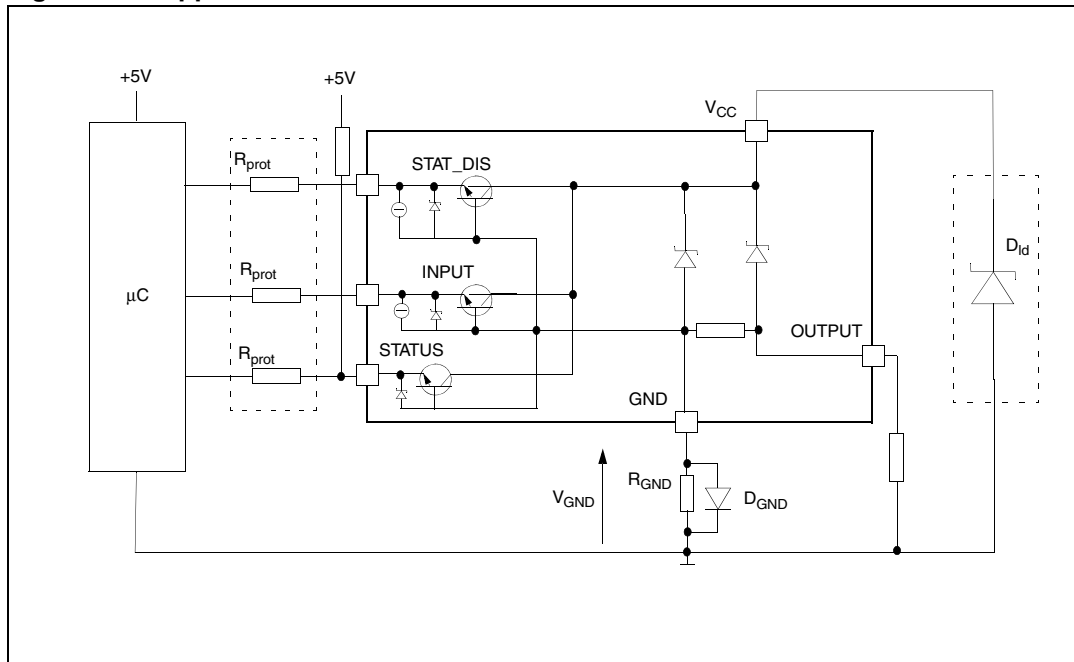 +5V
+5V
V_CC
R_prot
STAT_DIS
D_ld
R_prot
INPUT
µC
OUTPUT
R_prot
STATUS
GND
R_GND
V_GND
D_GND